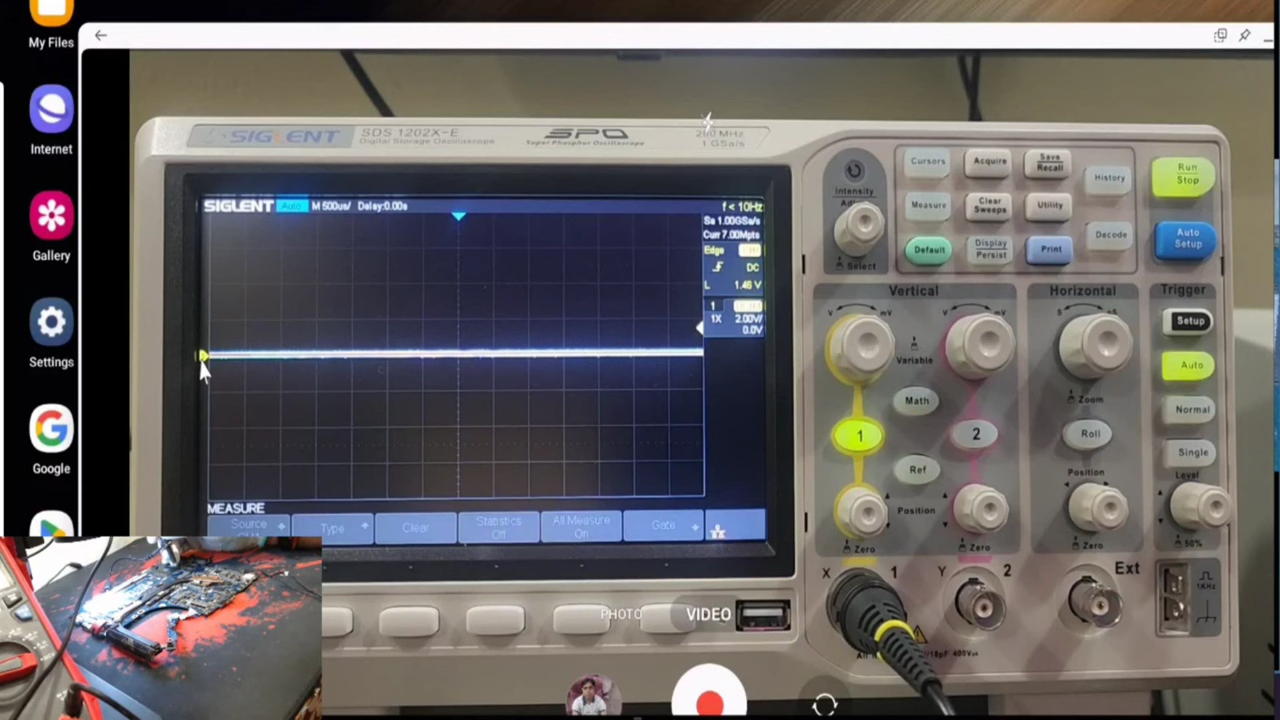 My Files
Internet
Gallery
Settings
Google
SIGLENT
SDS 1202X-E
Digital Storage Oscilloscope
SPO
Super Phosphor Oscilloscope
1 GSa/s
SIGLENT Auto M 500us/ Delay:0.00s
f < 10Hz
Sa 1.00GSa/s
Curr 7.00Mpts
Edge
DC
L 1.46 V
1
1X 2.00V/
0.0V
MEASURE
Source
Type
Clear
Statistics
Off
All Measure
On
Gate
Intensity
Select
Cursors
Acquire
Save
Recall
History
Measure
Clear
Sweeps
Utility
Default
Display
Persist
Print
Decode
Run
Stop
Auto
Setup
Vertical
V mV
V mV
Variable
Math
1
2
Ref
Position
Zero
Zero
Horizontal
Zoom
Roll
Position
Zero
Trigger
Setup
Auto
Normal
Single
Level
50%
X 1
Y 2
Ext
1KHz
PHOTO
VIDEO